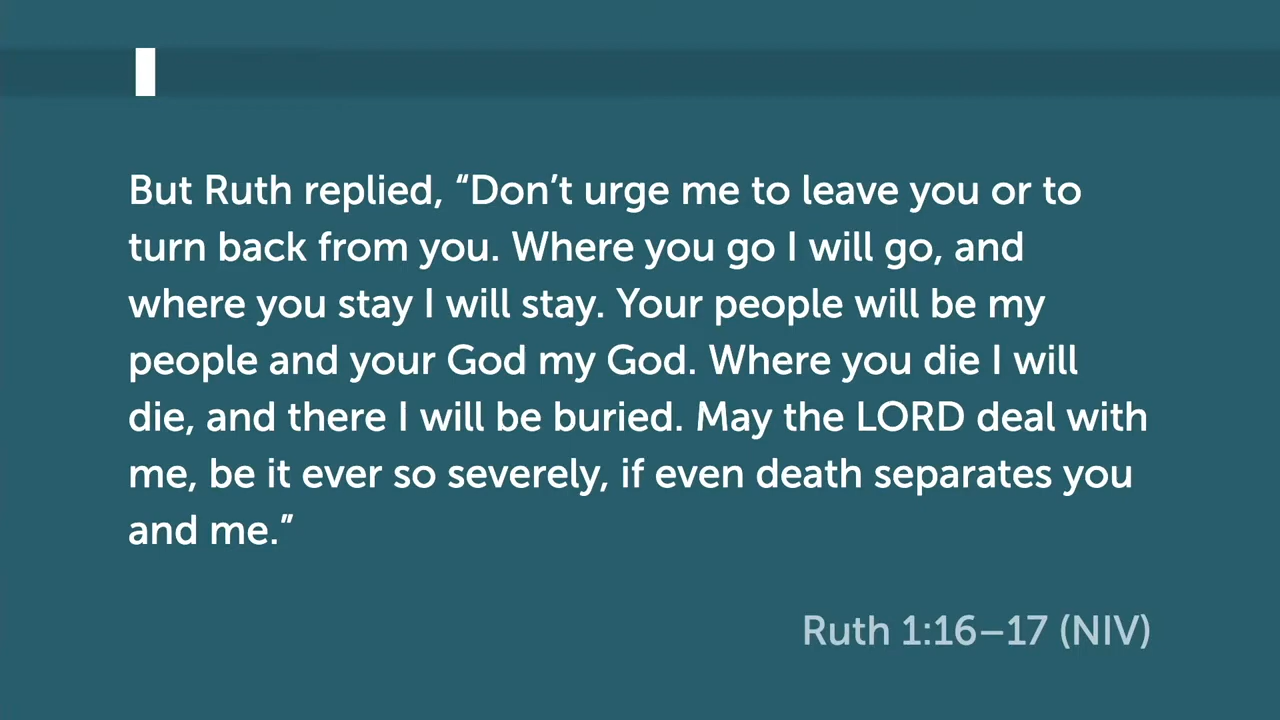 But Ruth replied, “Don’t urge me to leave you or to
turn back from you. Where you go I will go, and
where you stay I will stay. Your people will be my
people and your God my God. Where you die I will
die, and there I will be buried. May the LORD deal with
me, be it ever so severely, if even death separates you
and me.”
Ruth 1:16–17 (NIV)